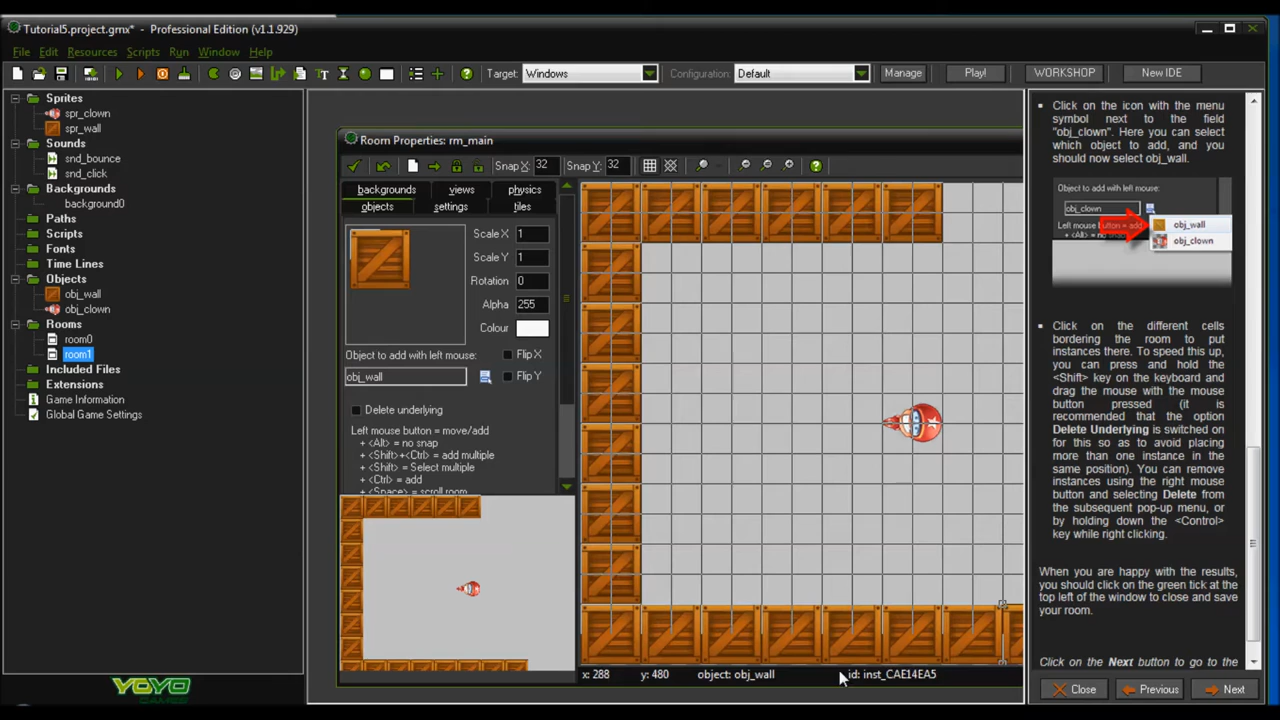 Tutorial5.project.gmx* - Professional Edition (v1.1.929)
File Edit Resources Scripts Run Window Help
Target: Windows Configuration: Default Manage Play! WORKSHOP New IDE
Sprites
spr_clown
spr_wall
Sounds
snd_bounce
snd_click
Backgrounds
background0
Paths
Scripts
Fonts
Time Lines
Objects
obj_wall
obj_clown
Rooms
room0
room1
Included Files
Extensions
Game Information
Global Game Settings
YOYO
GAMES
Room Properties: rm_main
Snap X: 32 Snap Y: 32
backgrounds views physics
objects settings tiles
Scale X 1
Scale Y 1
Rotation 0
Alpha 255
Colour
Object to add with left mouse: Flip X
obj_wall Flip Y
Delete underlying
Left mouse button = move/add
+ <Alt> = no snap
+ <Shift>+<Ctrl> = add multiple
+ <Shift> = Select multiple
+ <Ctrl> = add
+ <Space> = scroll room
x: 288 y: 480 object: obj_wall id: inst_CAE14EA5
Click on the icon with the menu
symbol next to the field
"obj_clown". Here you can select
which object to add, and you
should now select obj_wall.
Object to add with left mouse:
obj_clown
Left mouse button = add obj_wall
+ <Alt> = no snap obj_clown
Click on the different cells
bordering the room to put
instances there. To speed this up,
you can press and hold the
<Shift> key on the keyboard and
drag the mouse with the mouse
button pressed (it is
recommended that the option
Delete Underlying is switched on
for this so as to avoid placing
more than one instance in the
same position). You can remove
instances using the right mouse
button and selecting Delete from
the subsequent pop-up menu, or
by holding down the <Control>
key while right clicking.
When you are happy with the results,
you should click on the green tick at the
top left of the window to close and save
your room.
Click on the Next button to go to the
Close Previous Next